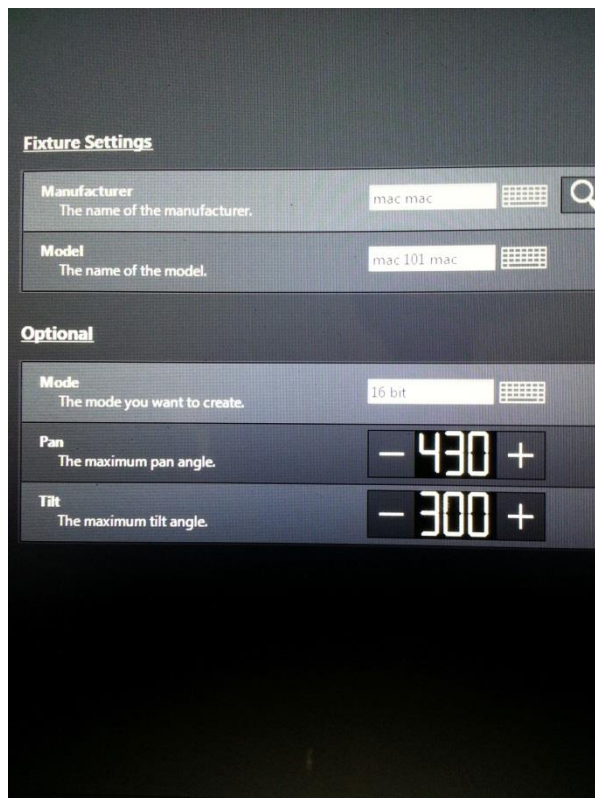 Fixture Settings
Manufacturer
The name of the manufacturer.
mac mac
Model
The name of the model.
mac 101 mac
Optional
Mode
The mode you want to create.
16 bit
Pan
The maximum pan angle.
− 430 +
Tilt
The maximum tilt angle.
− 300 +